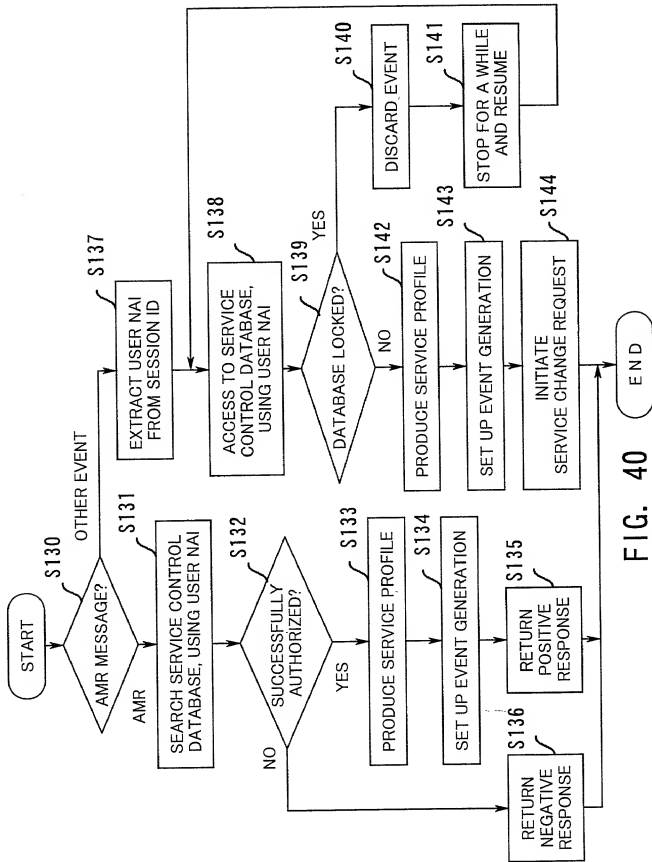 START
S130
AMR MESSAGE?
OTHER EVENT
AMR
S131
SEARCH SERVICE CONTROL
DATABASE, USING USER NAI
S132
SUCCESSFULLY
AUTHORIZED?
NO
YES
S133
PRODUCE SERVICE PROFILE
S134
SET UP EVENT GENERATION
S135
RETURN
POSITIVE
RESPONSE
S136
RETURN
NEGATIVE
RESPONSE
S137
EXTRACT USER NAI
FROM SESSION ID
S138
ACCESS TO SERVICE
CONTROL DATABASE,
USING USER NAI
S139
DATABASE LOCKED?
YES
NO
S140
DISCARD EVENT
S141
STOP FOR A WHILE
AND RESUME
S142
PRODUCE SERVICE PROFILE
S143
SET UP EVENT GENERATION
S144
INITIATE
SERVICE CHANGE REQUEST
END
FIG. 40